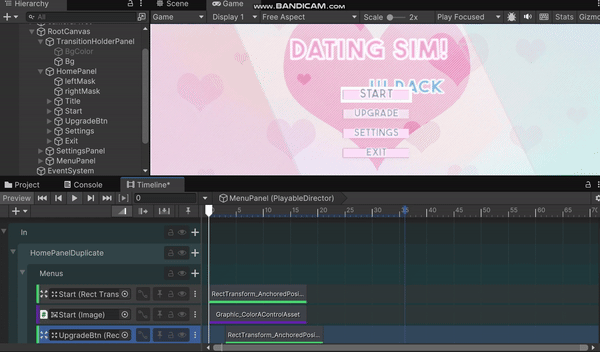 Hierarchy
Scene
Game
www.BANDICAM.com
All
Game
Display 1
Free Aspect
Scale
2x
Play Focused
Stats
Gizm
RootCanvas
TransitionHolderPanel
BgColor
Bg
HomePanel
leftMask
rightMask
Title
Start
UpgradeBtn
Settings
Exit
SettingsPanel
MenuPanel
EventSystem
DATING SIM!
UI PACK
START
UPGRADE
SETTINGS
EXIT
Project
Console
Timeline*
Preview
0
MenuPanel (PlayableDirector)
5
10
15
20
25
30
35
40
45
50
55
60
65
70
In
HomePanelDuplicate
Menus
Start (Rect Trans
RectTransform_AnchoredPosi...
Start (Image)
Graphic_ColorAControlAsset
UpgradeBtn (Rec
RectTransform_AnchoredPosi...